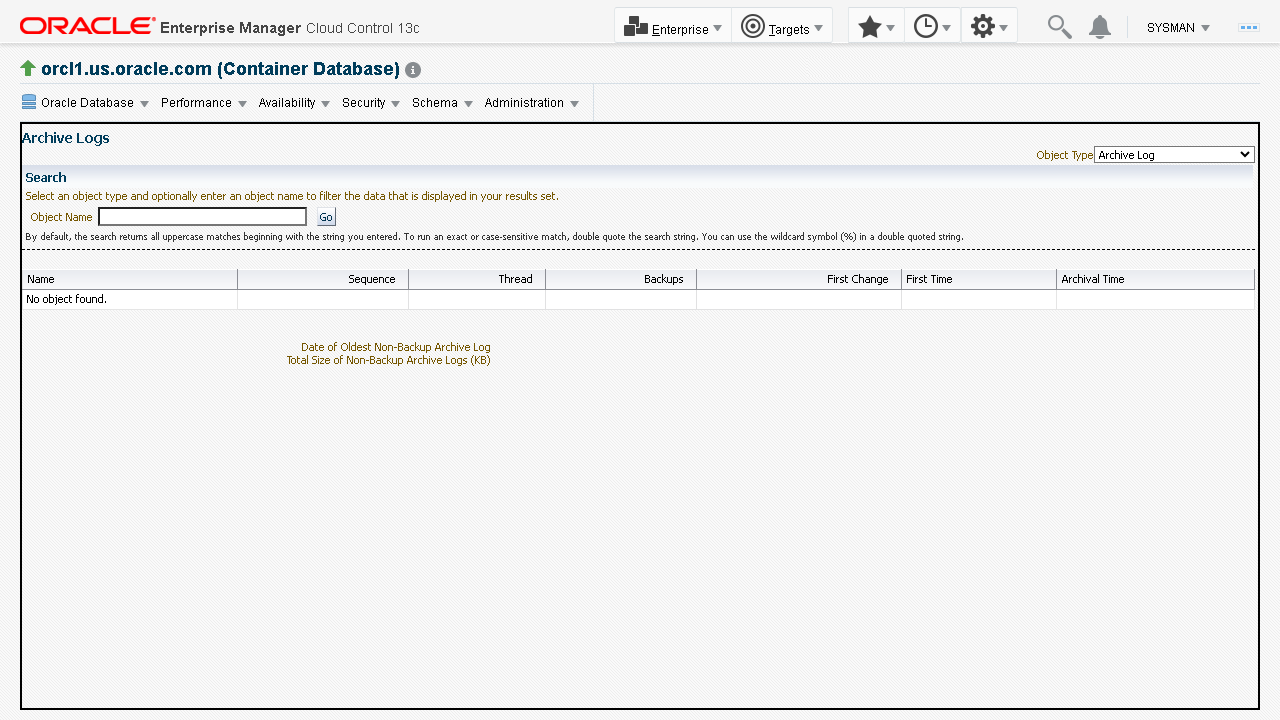 ORACLE Enterprise Manager Cloud Control 13c Enterprise Targets SYSMAN
orcl1.us.oracle.com (Container Database)
Oracle Database Performance Availability Security Schema Administration
Archive Logs
Object Type Archive Log
Search
Select an object type and optionally enter an object name to filter the data that is displayed in your results set.
Object Name Go
By default, the search returns all uppercase matches beginning with the string you entered. To run an exact or case-sensitive match, double quote the search string. You can use the wildcard symbol (%) in a double quoted string.
Name Sequence Thread Backups First Change First Time Archival Time
No object found.
Date of Oldest Non-Backup Archive Log
Total Size of Non-Backup Archive Logs (KB)